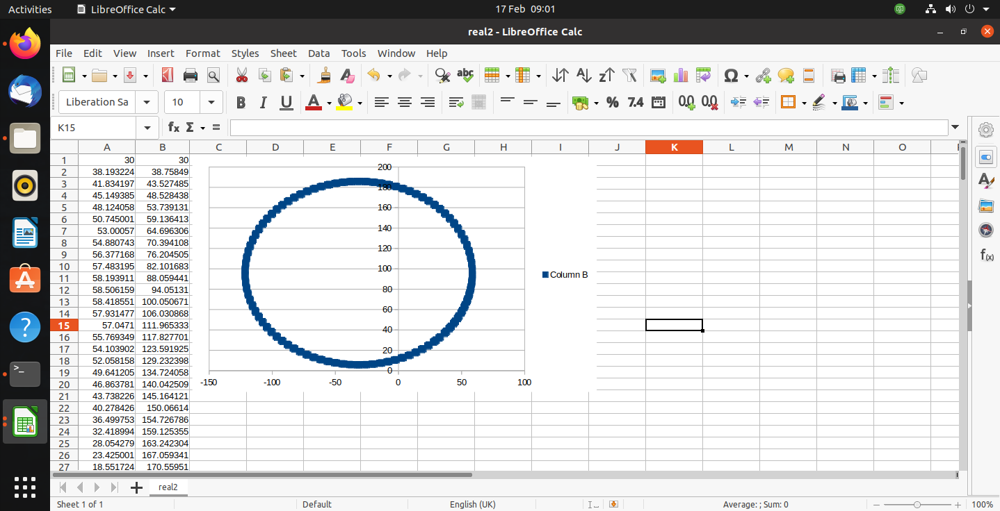 Activities LibreOffice Calc 17 Feb 09:01
real2 - LibreOffice Calc
File Edit View Insert Format Styles Sheet Data Tools Window Help
Liberation Sa 10
K15
A B C D E F G H I J K L M N O
1 30 30
2 38.193224 38.75849
3 41.834197 43.527485
4 45.149385 48.528438
5 48.124058 53.739131
6 50.745001 59.136413
7 53.00057 64.696306
8 54.880743 70.394108
9 56.377168 76.204505
10 57.483195 82.101683
11 58.193911 88.059441
12 58.506159 94.05131
13 58.418551 100.050671
14 57.931477 106.030868
15 57.0471 111.965333
16 55.769349 117.827701
17 54.103902 123.591925
18 52.058158 129.232398
19 49.641205 134.724058
20 46.863781 140.042509
21 43.738226 145.164121
22 40.278426 150.06614
23 36.499753 154.726786
24 32.418994 159.125355
25 28.054279 163.242304
26 23.425001 167.059341
27 18.551724 170.55951
200
180
160
140
120
100
80
60
40
20
0
-150 -100 -50 0 50 100
Column B
real2
Sheet 1 of 1 Default English (UK) Average: ; Sum: 0 100%